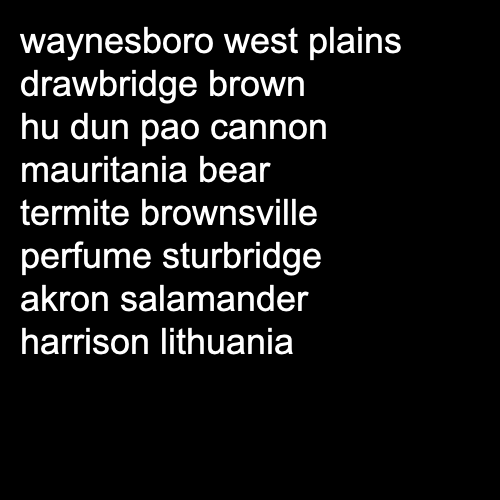 waynesboro west plains
drawbridge brown
hu dun pao cannon
mauritania bear
termite brownsville
perfume sturbridge
akron salamander
harrison lithuania